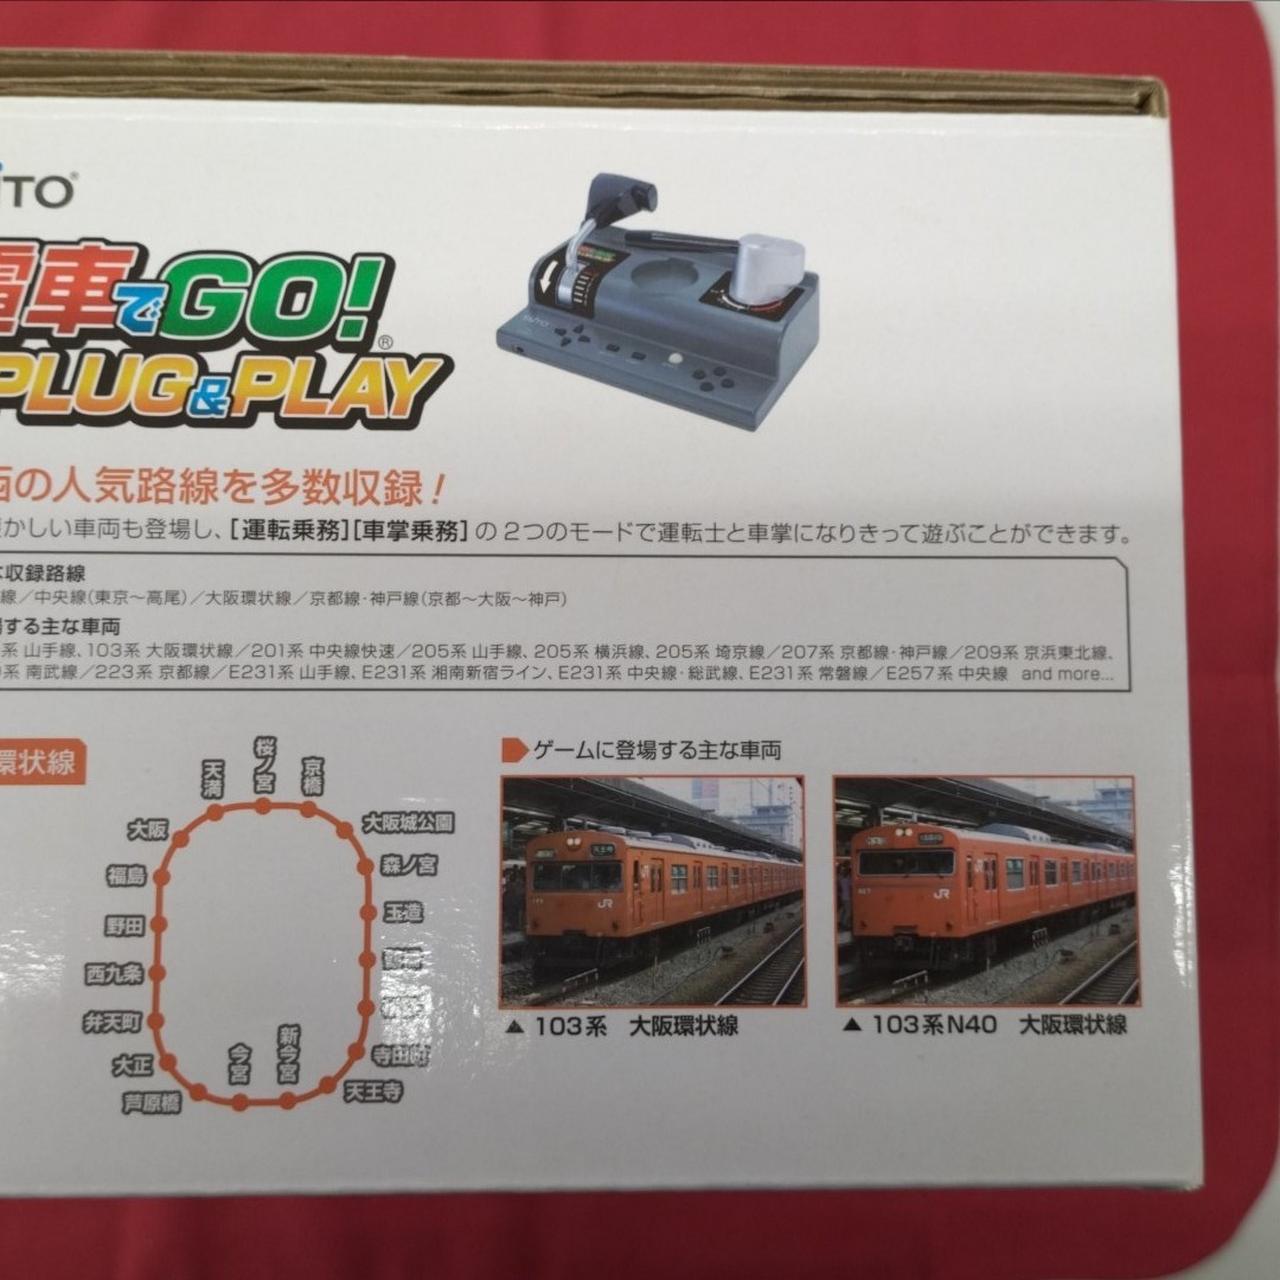 ITO®
電車でGO!®
PLUG&PLAY
画の人気路線を多数収録!
かしい車両も登場し、[運転乗務][車掌乗務]の2つのモードで運転士と車掌になりきって遊ぶことができます。
収録路線
線／中央線(東京〜高尾)／大阪環状線／京都線・神戸線(京都〜大阪〜神戸)
する主な車両
系 山手線、103系 大阪環状線／201系 中央線快速／205系 山手線、205系 横浜線、205系 埼京線／207系 京都線・神戸線／209系 京浜東北線、
系 南武線／223系 京都線／E231系 山手線、E231系 湘南新宿ライン、E231系 中央線・総武線、E231系 常磐線／E257系 中央線 and more...
環状線
ゲームに登場する主な車両
天満
桜ノ宮
京橋
大阪
大阪城公園
福島
森ノ宮
野田
玉造
西九条
弁天町
大正
寺田町
芦原橋
今宮
新今宮
天王寺
JR
JR
▲ 103系 大阪環状線
▲ 103系N40 大阪環状線